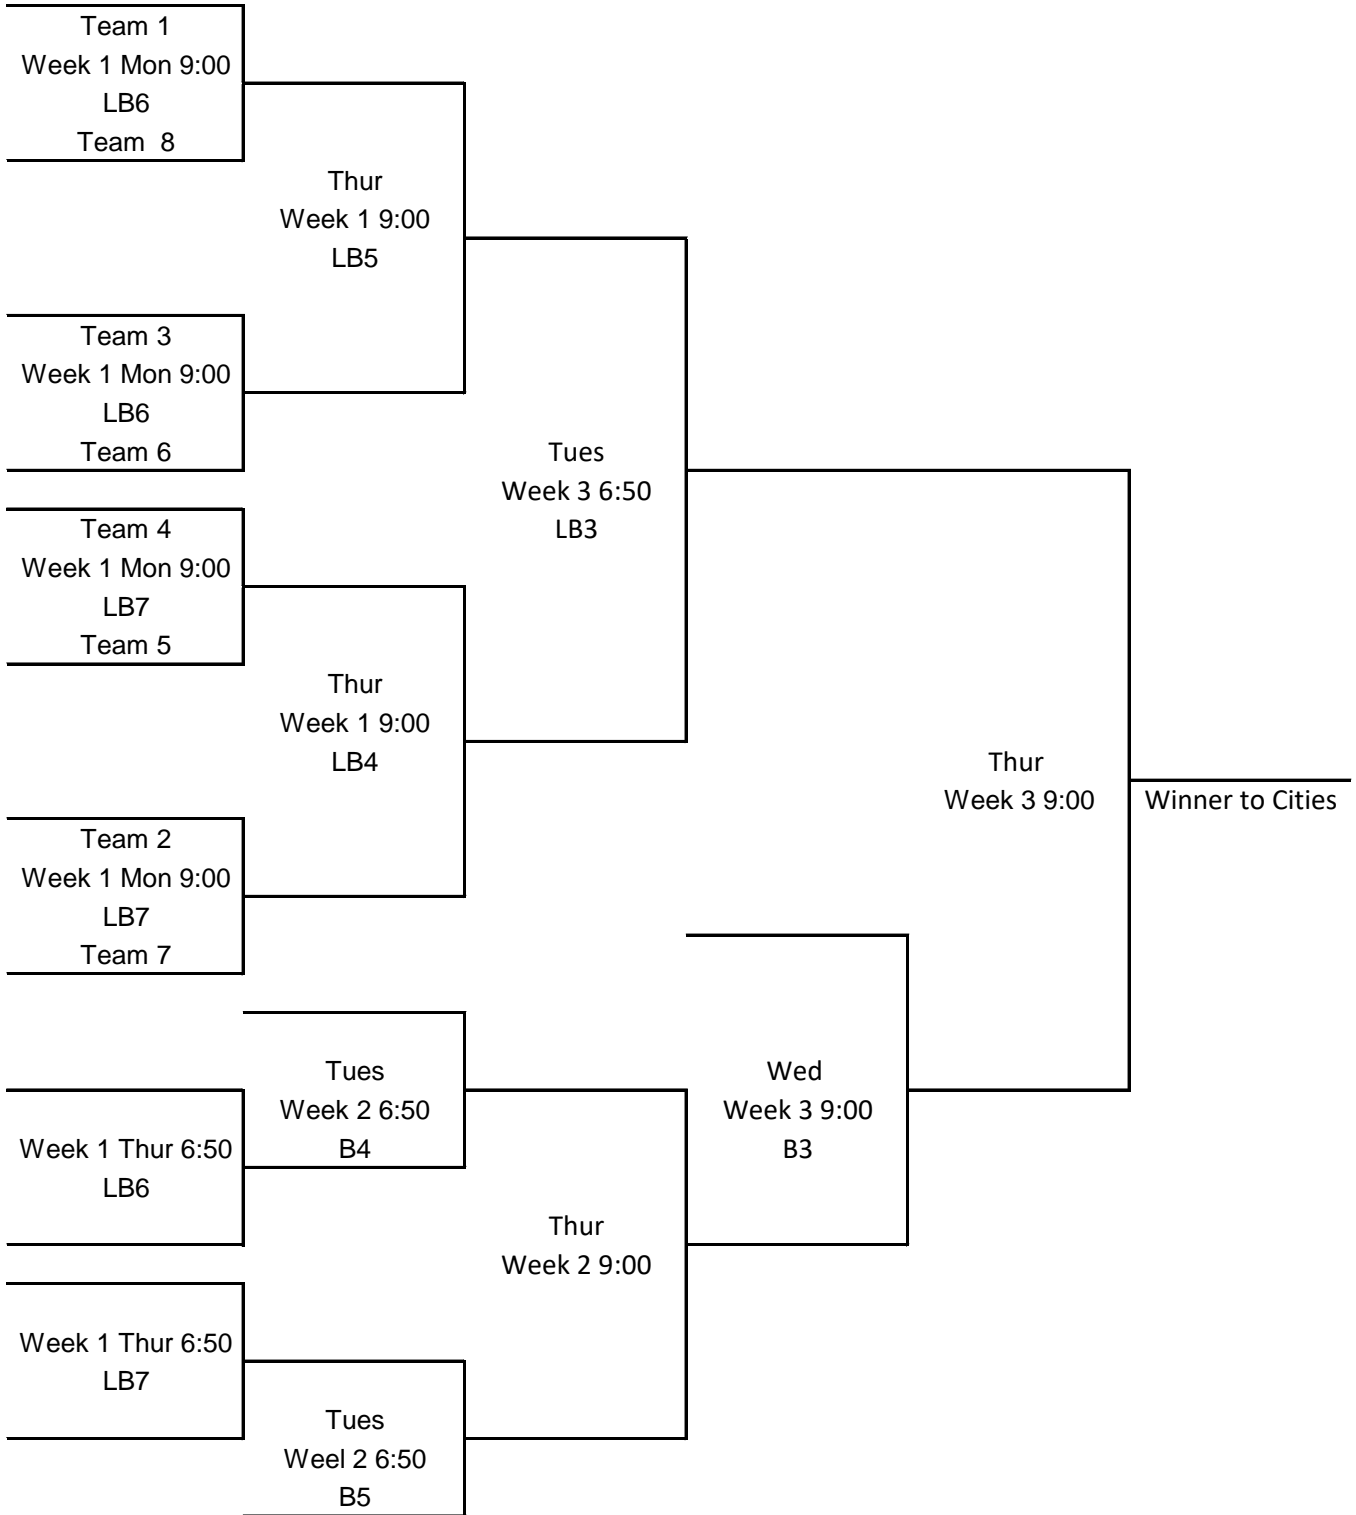 Team 1
Week 1 Mon 9:00
LB6
Team  8
Thur
Week 1 9:00
LB5
Team 3
Week 1 Mon 9:00
LB6
Team 6
Tues
Week 3 6:50
LB3
Team 4
Week 1 Mon 9:00
LB7
Team 5
Thur
Week 1 9:00
LB4
Thur
Week 3 9:00
Winner to Cities
Team 2
Week 1 Mon 9:00
LB7
Team 7
Tues
Week 2 6:50
B4
Wed
Week 3 9:00
B3
Week 1 Thur 6:50
LB6
Thur
Week 2 9:00
Week 1 Thur 6:50
LB7
Tues
Weel 2 6:50
B5